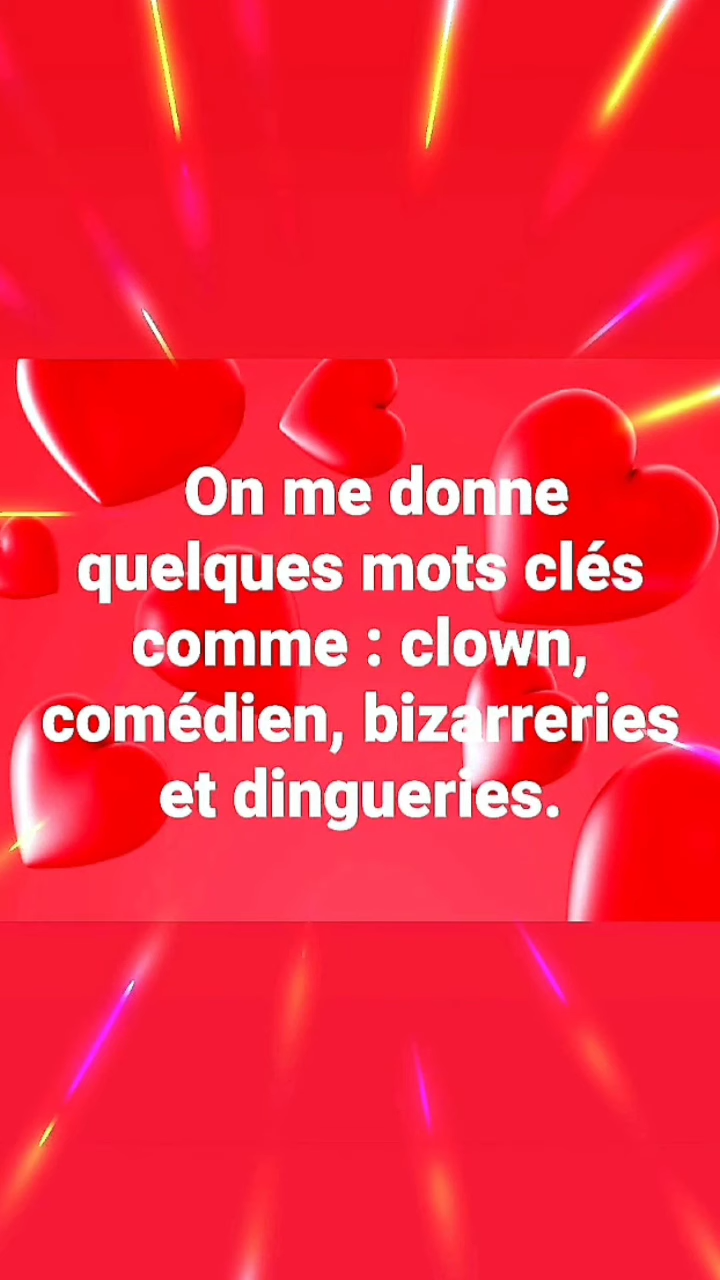 On me donne
quelques mots clés
comme : clown,
comédien, bizarreries
et dingueries.